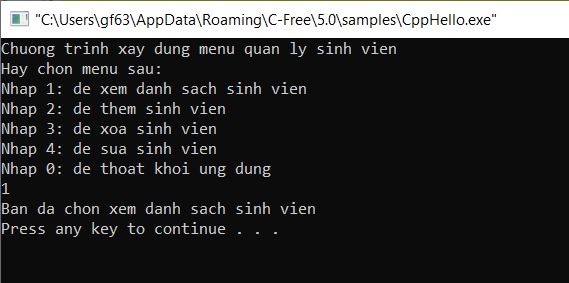 "C:\Users\gf63\AppData\Roaming\C-Free\5.0\samples\CppHello.exe"
Chuong trinh xay dung menu quan ly sinh vien
Hay chon menu sau:
Nhap 1: de xem danh sach sinh vien
Nhap 2: de them sinh vien
Nhap 3: de xoa sinh vien
Nhap 4: de sua sinh vien
Nhap 0: de thoat khoi ung dung
1
Ban da chon xem danh sach sinh vien
Press any key to continue . . .